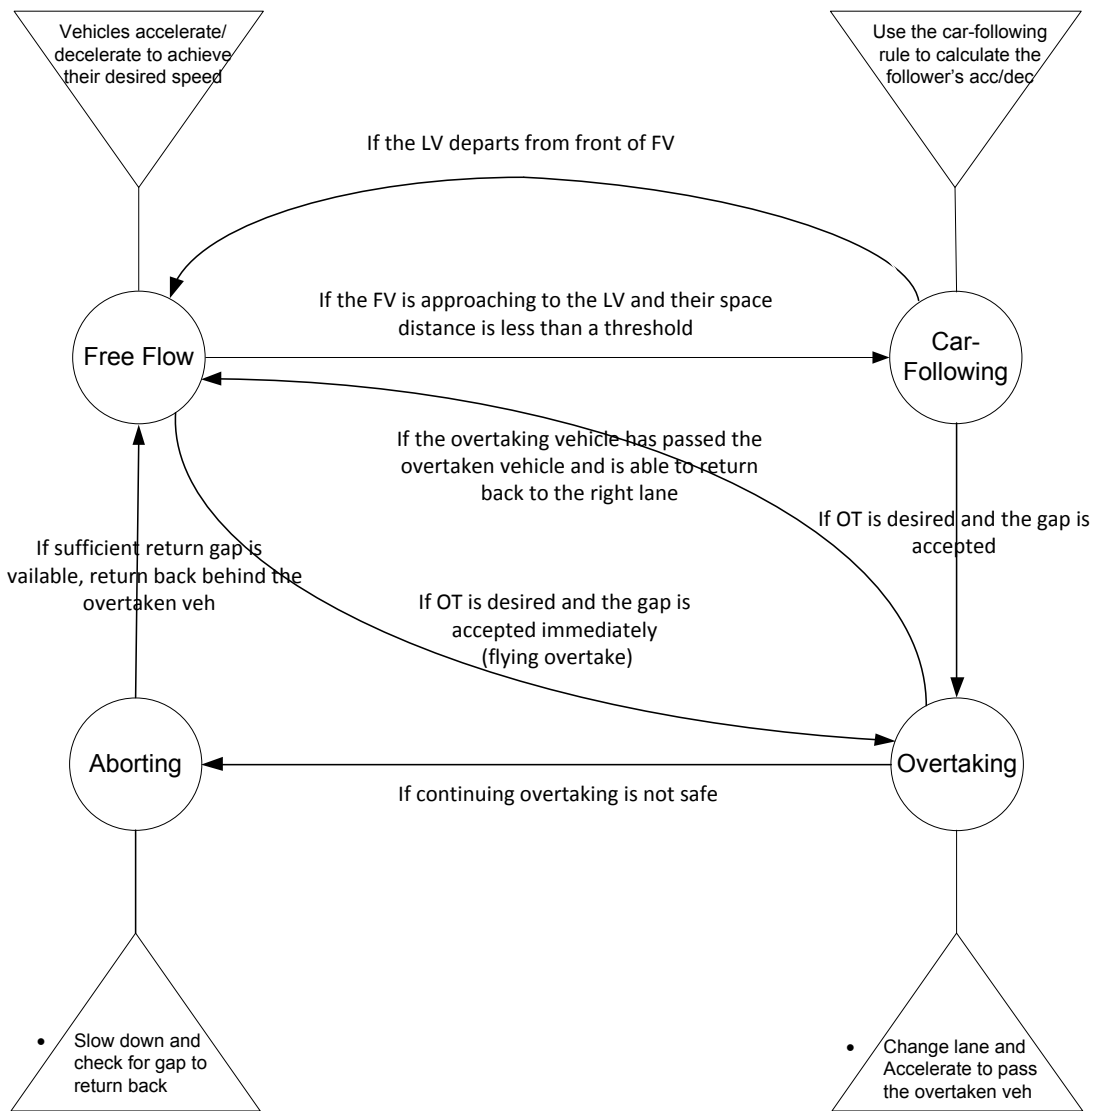 Vehicles accelerate/
decelerate to achieve
their desired speed
Use the car-following
rule to calculate the
follower's acc/dec
If the LV departs from front of FV
If the FV is approaching to the LV and their space
distance is less than a threshold
Free Flow
Car-
Following
If the overtaking vehicle has passed the
overtaken vehicle and is able to return
back to the right lane
If OT is desired and the gap is
accepted
If sufficient return gap is
vailable, return back behind the
overtaken veh
If OT is desired and the gap is
accepted immediately
(flying overtake)
Aborting
Overtaking
If continuing overtaking is not safe
• Slow down and
check for gap to
return back
• Change lane and
Accelerate to pass
the overtaken veh